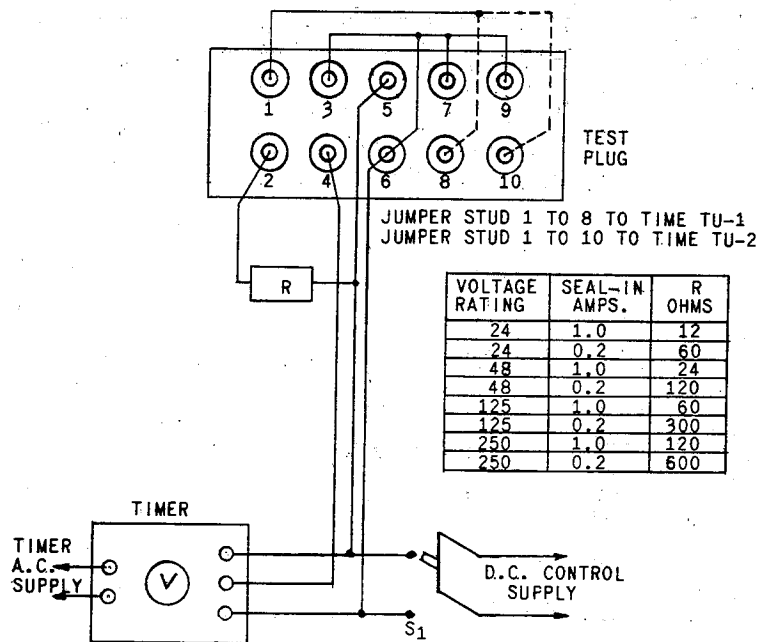 1 3 5 7 9
2 4 6 8 10
TEST
PLUG
JUMPER STUD 1 TO 8 TO TIME TU-1
JUMPER STUD 1 TO 10 TO TIME TU-2
R
VOLTAGE RATING SEAL-IN AMPS. R OHMS
24 1.0 12
24 0.2 60
48 1.0 24
48 0.2 120
125 1.0 60
125 0.2 300
250 1.0 120
250 0.2 600
TIMER
TIMER
A.C.
SUPPLY
V
D.C. CONTROL
SUPPLY
S1